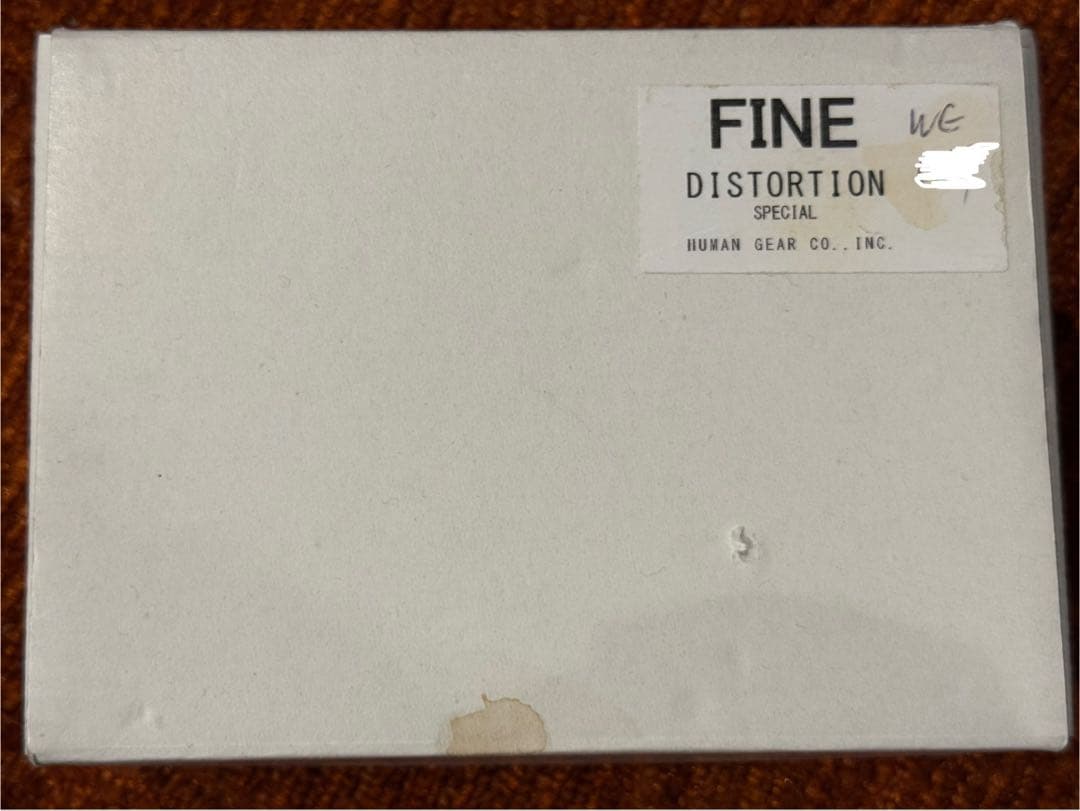 FINE WE
DISTORTION
SPECIAL
HUMAN GEAR CO., INC.